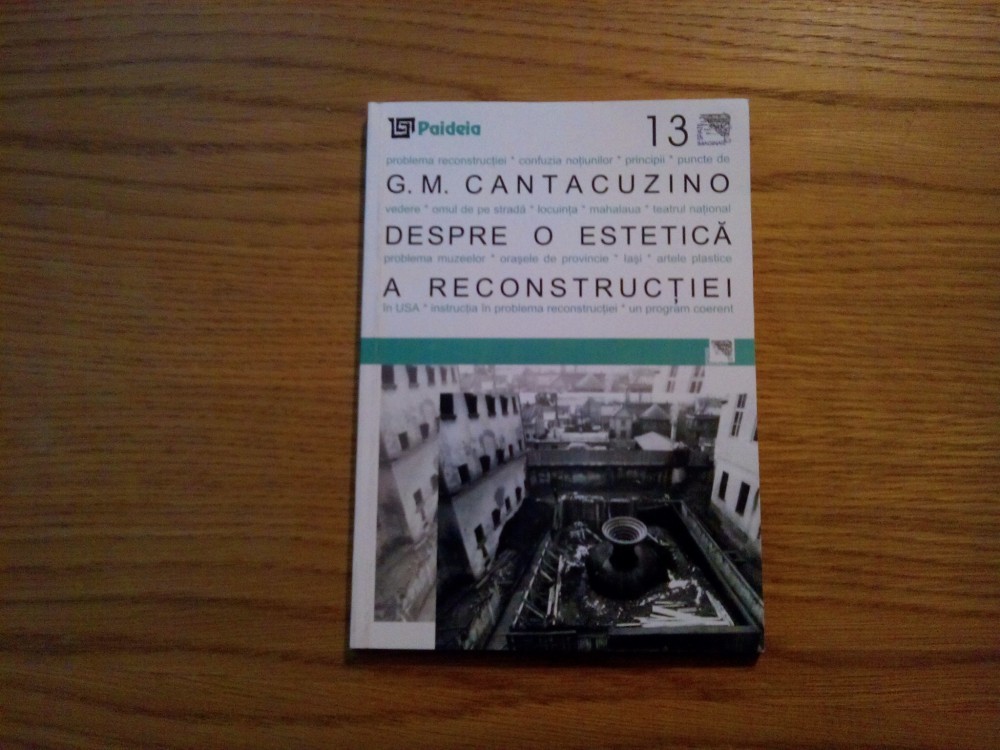 Paideia
13
problema reconstrucției * confuzia noțiunilor * principii * puncte de
G. M. CANTACUZINO
vedere * omul de pe stradă * locuința * mahalaua * teatrul național
DESPRE O ESTETICĂ
problema muzeelor * orașele de provincie * Iași * artele plastice
A RECONSTRUCȚIEI
în USA * instrucția în problema reconstrucției * un program coerent